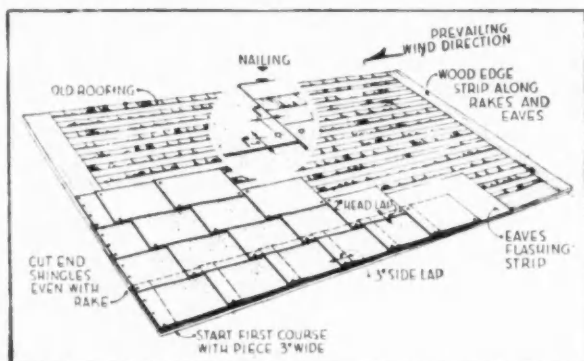 PREVAILING
WIND DIRECTION
NAILING
OLD ROOFING
WOOD EDGE
STRIP ALONG
RAKES AND
EAVES
2" HEAD LAP
EAVES
FLASHING
STRIP
3" SIDE LAP
CUT END
SHINGLES
EVEN WITH
RAKE
START FIRST COURSE
WITH PIECE 3" WIDE